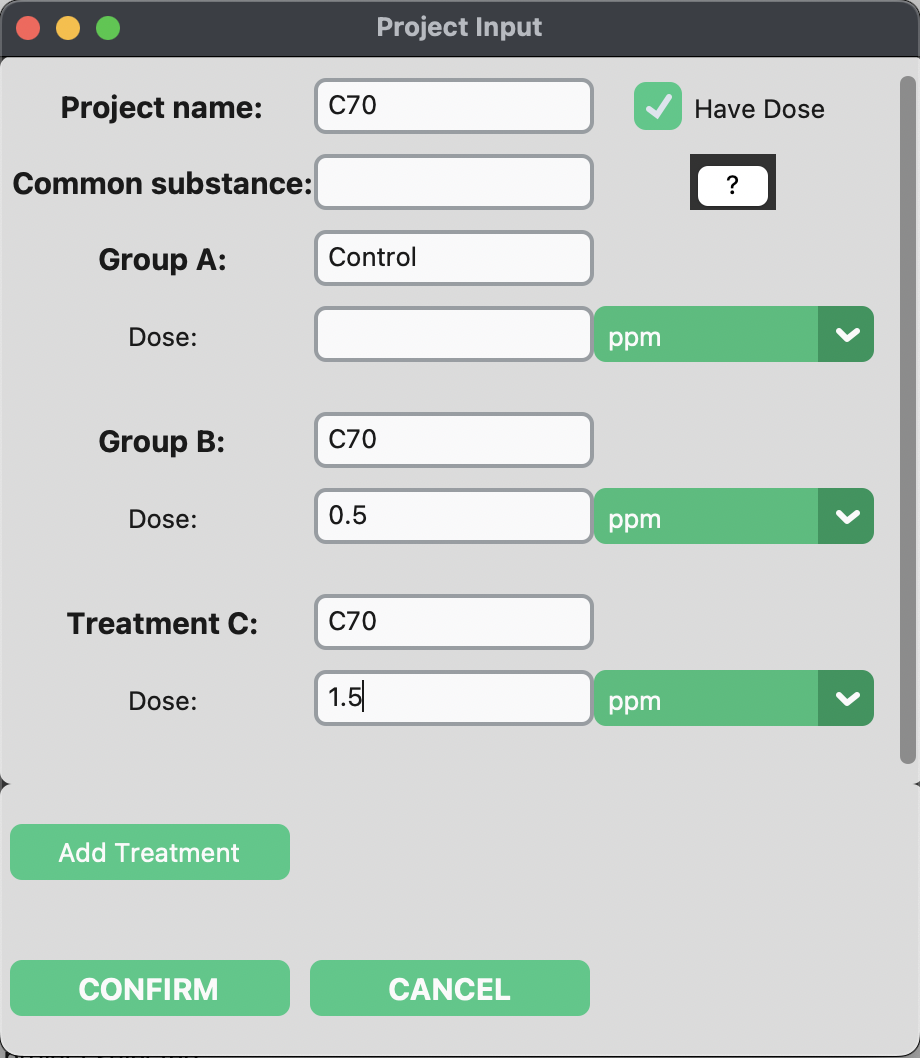 Project Input
Project name: C70 Have Dose
Common substance: ?
Group A: Control
Dose: ppm
Group B: C70
Dose: 0.5 ppm
Treatment C: C70
Dose: 1.5 ppm
Add Treatment
CONFIRM CANCEL